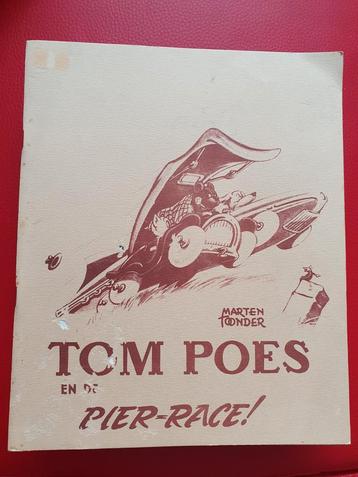 MARTEN
TOONDER
TOM POES
EN DE
PIER-RACE!